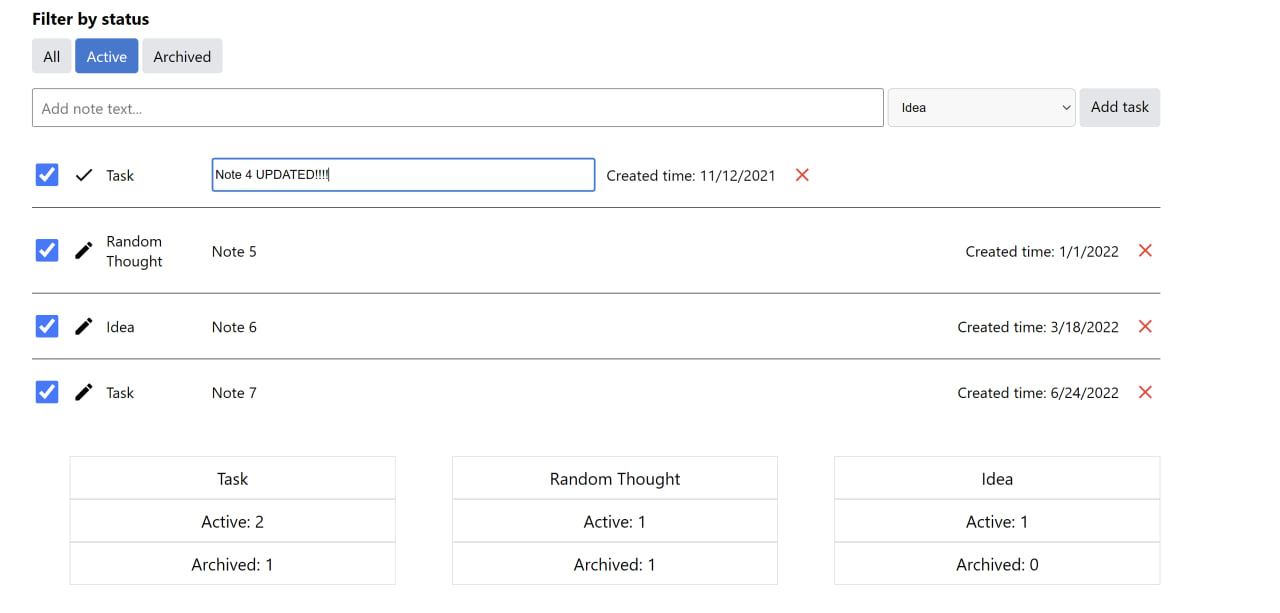 Filter by status
All Active Archived
Add note text... Idea Add task
Task Note 4 UPDATED!!!! Created time: 11/12/2021
Random Thought Note 5 Created time: 1/1/2022
Idea Note 6 Created time: 3/18/2022
Task Note 7 Created time: 6/24/2022
Task Random Thought Idea
Active: 2 Active: 1 Active: 1
Archived: 1 Archived: 1 Archived: 0